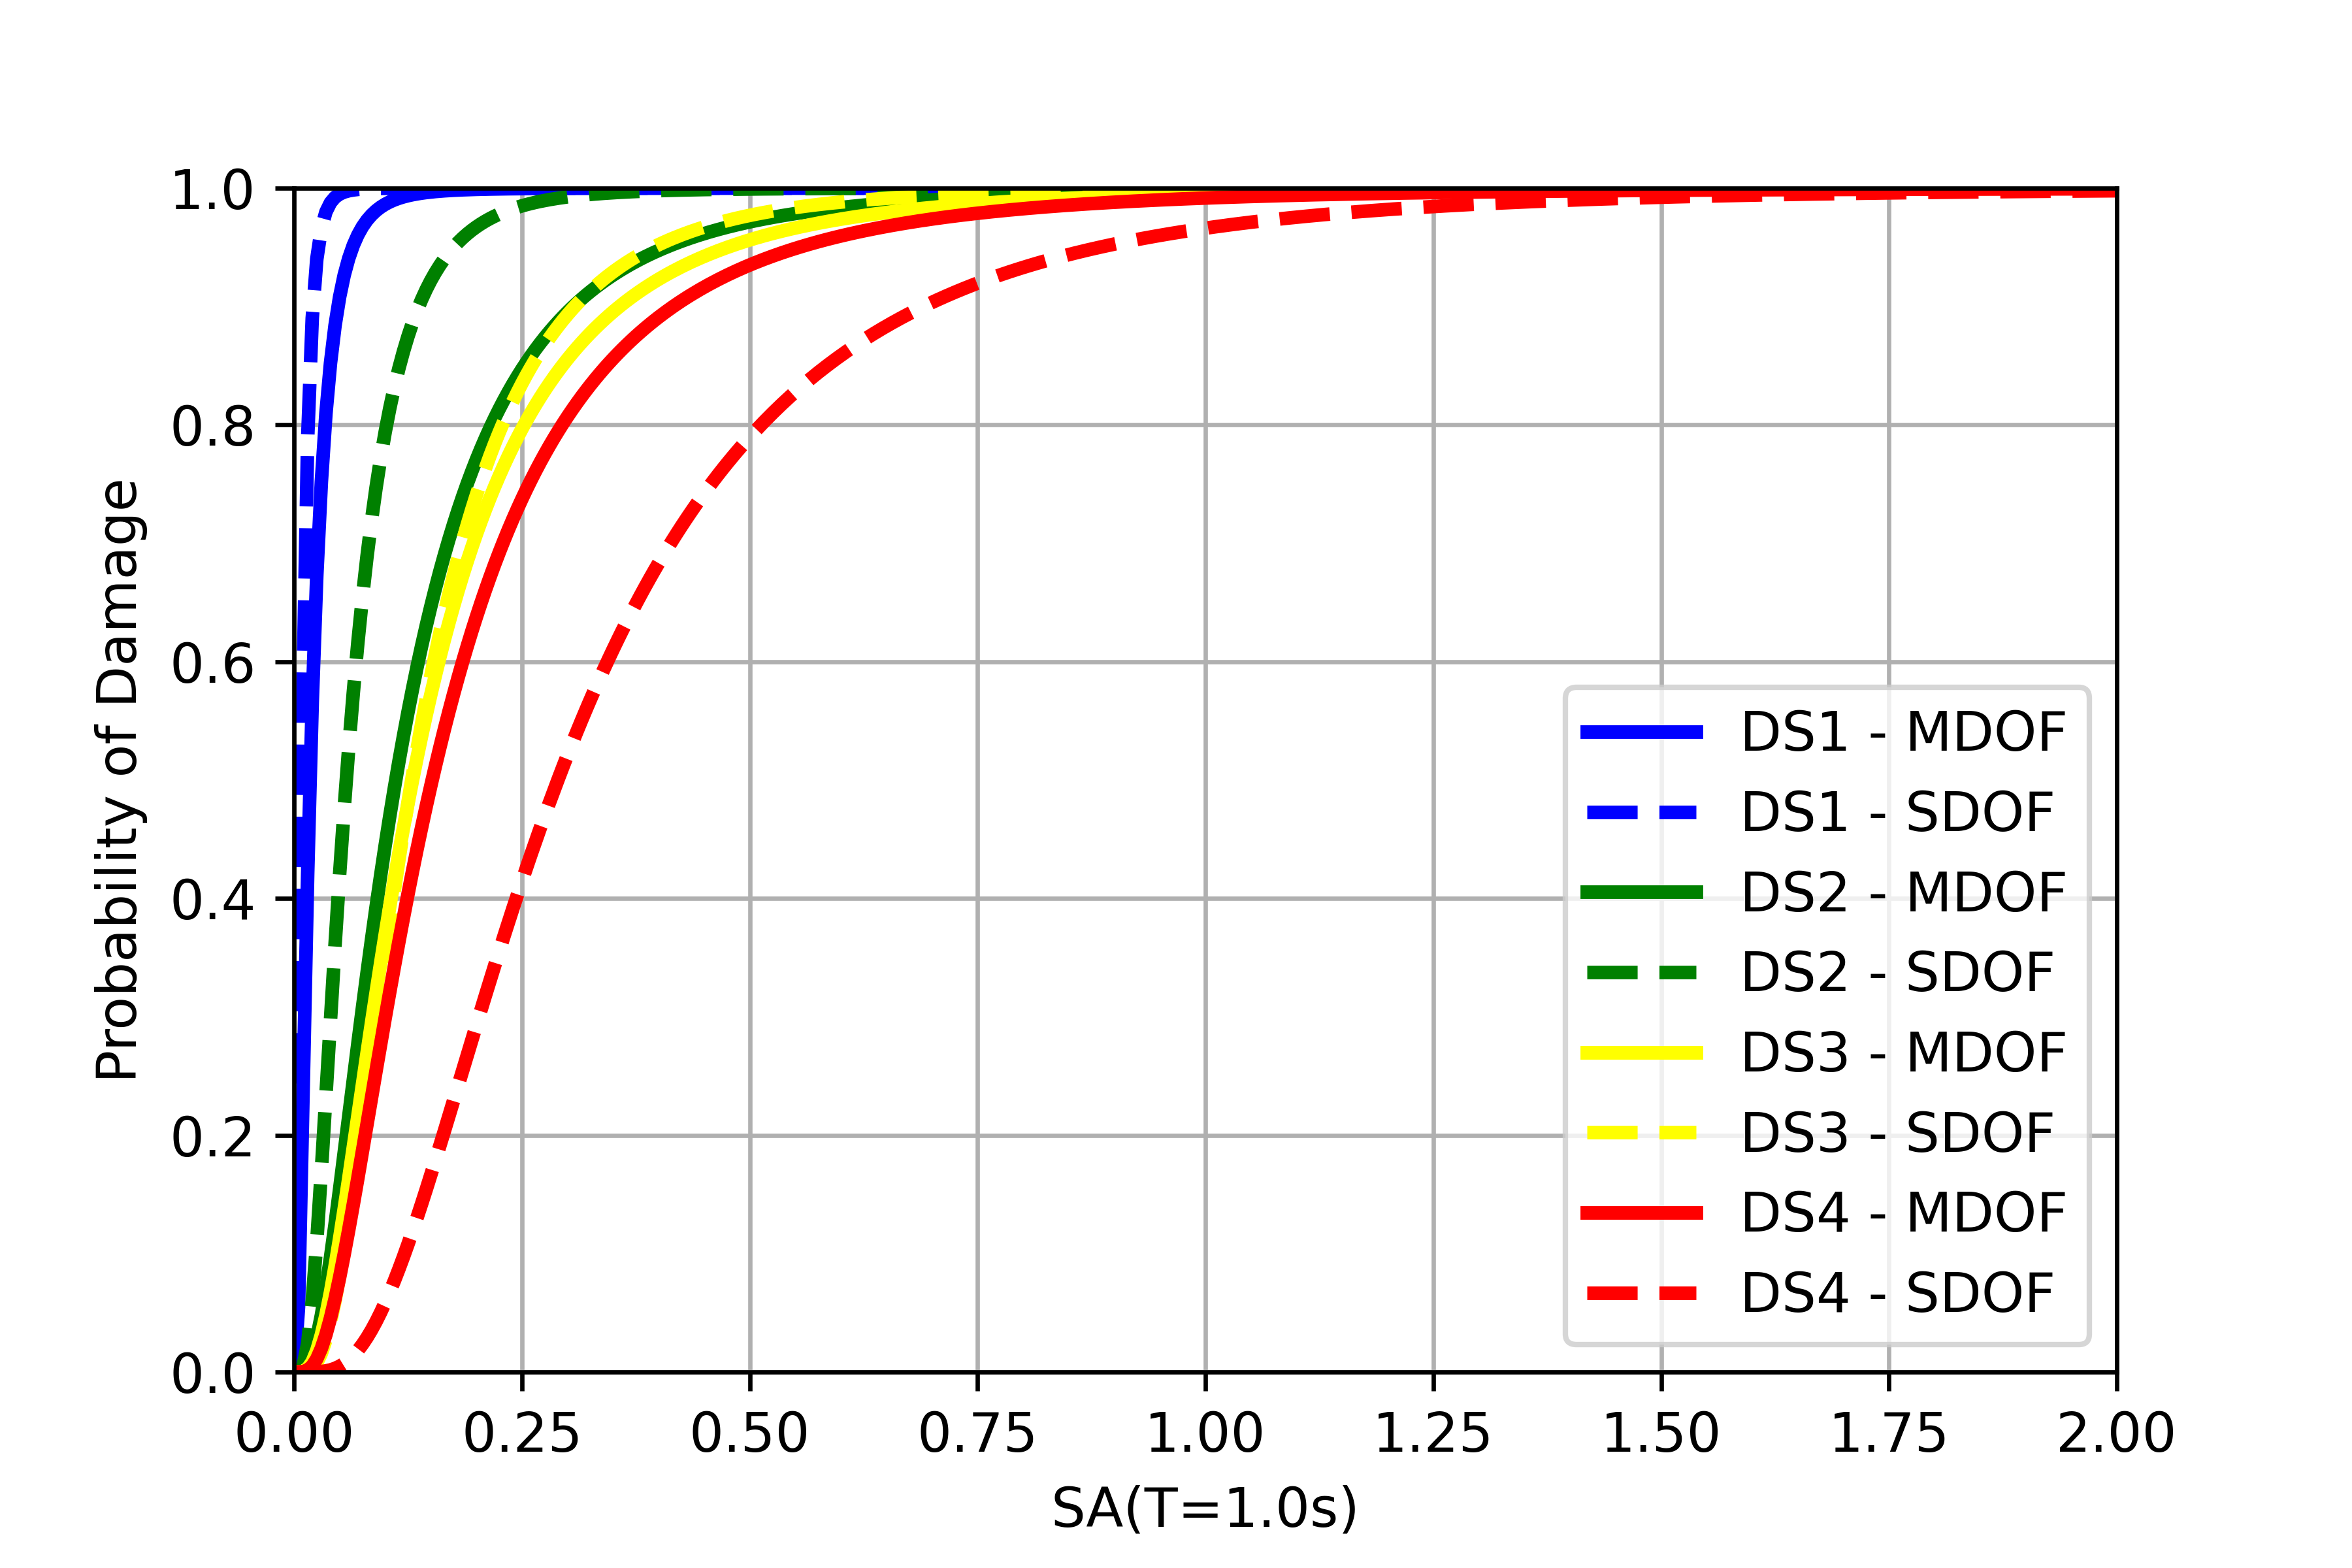 1.0
0.8
0.6
0.4
0.2
0.0
Probability of Damage
0.00 0.25 0.50 0.75 1.00 1.25 1.50 1.75 2.00
SA(T=1.0s)
DS1 - MDOF
DS1 - SDOF
DS2 - MDOF
DS2 - SDOF
DS3 - MDOF
DS3 - SDOF
DS4 - MDOF
DS4 - SDOF